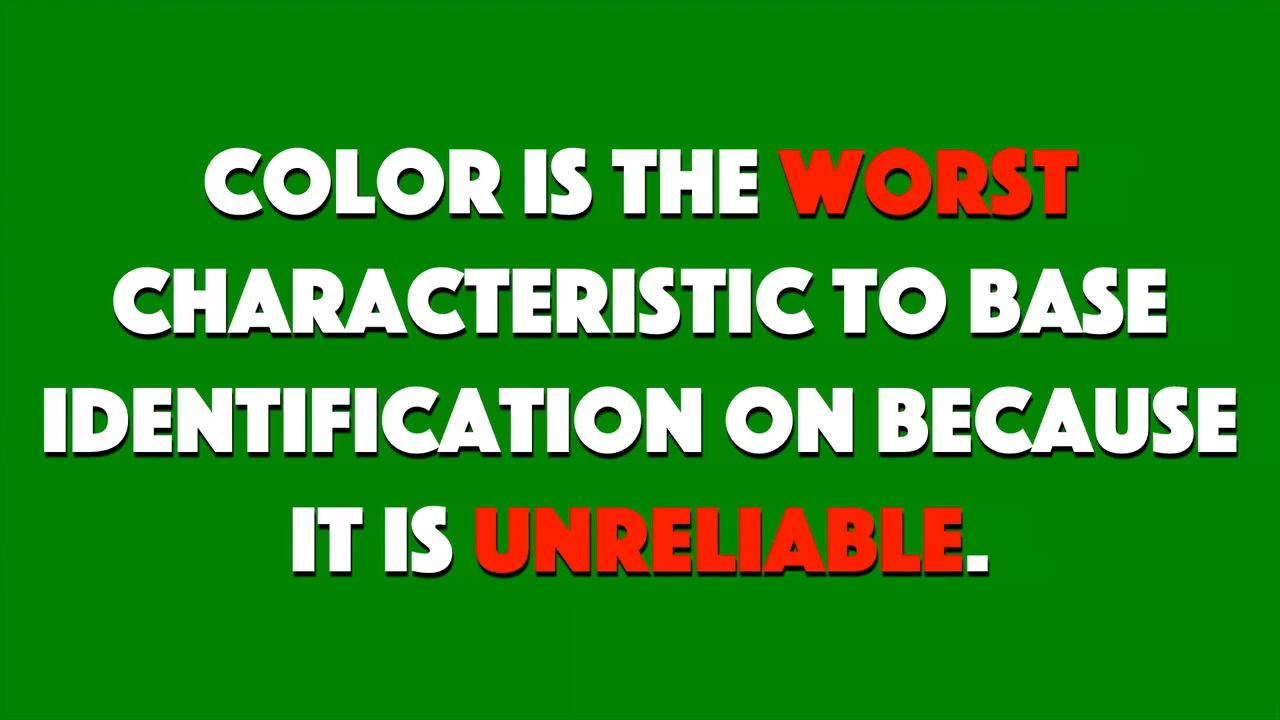 COLOR IS THE WORST
CHARACTERISTIC TO BASE
IDENTIFICATION ON BECAUSE
IT IS UNRELIABLE.